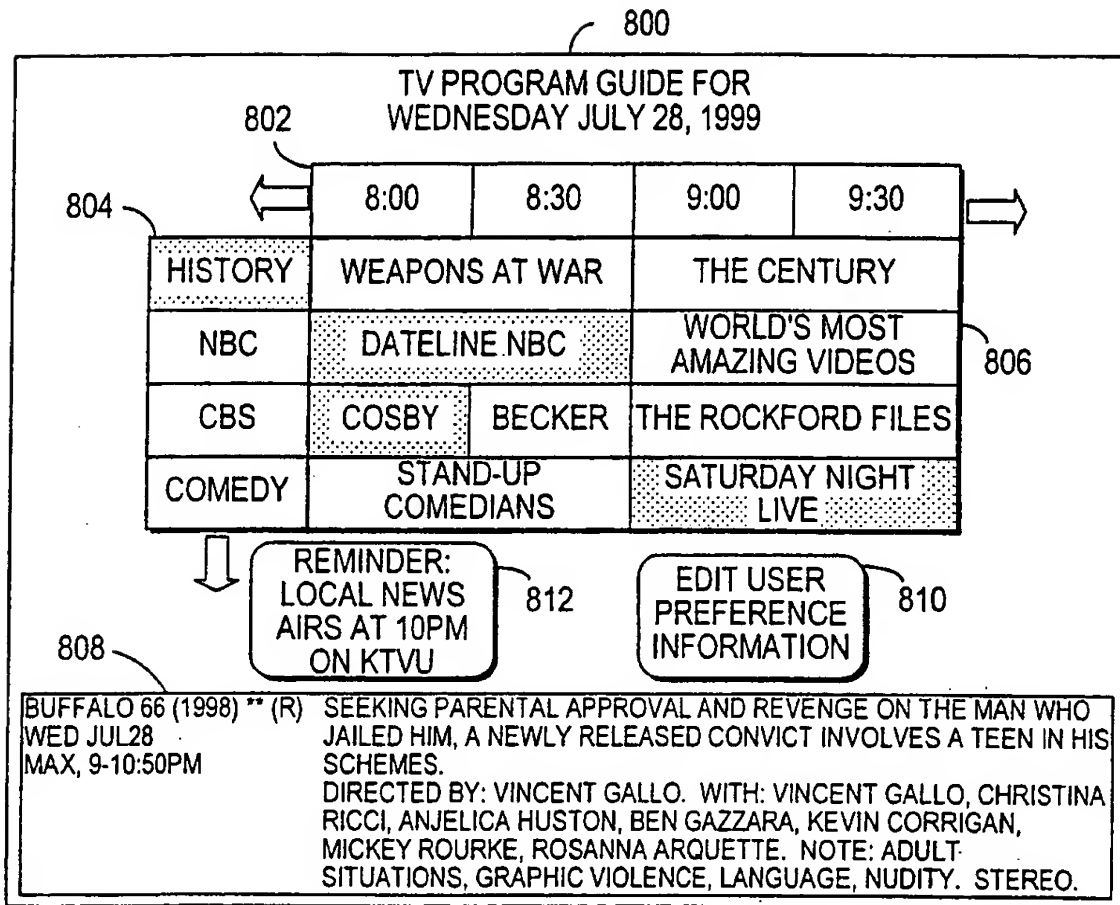 800
TV PROGRAM GUIDE FOR
WEDNESDAY JULY 28, 1999
802
8:00 8:30 9:00 9:30
804
HISTORY WEAPONS AT WAR THE CENTURY
NBC DATELINE NBC WORLD'S MOST
AMAZING VIDEOS
806
CBS COSBY BECKER THE ROCKFORD FILES
COMEDY STAND-UP
COMEDIANS
SATURDAY NIGHT
LIVE
REMINDER:
LOCAL NEWS
AIRS AT 10PM
ON KTVU
812
EDIT USER
PREFERENCE
INFORMATION
810
808
BUFFALO 66 (1998) ** (R)
WED JUL28
MAX, 9-10:50PM
SEEKING PARENTAL APPROVAL AND REVENGE ON THE MAN WHO
JAILED HIM, A NEWLY RELEASED CONVICT INVOLVES A TEEN IN HIS
SCHEMES.
DIRECTED BY: VINCENT GALLO. WITH: VINCENT GALLO, CHRISTINA
RICCI, ANJELICA HUSTON, BEN GAZZARA, KEVIN CORRIGAN,
MICKEY ROURKE, ROSANNA ARQUETTE. NOTE: ADULT
SITUATIONS, GRAPHIC VIOLENCE, LANGUAGE, NUDITY. STEREO.